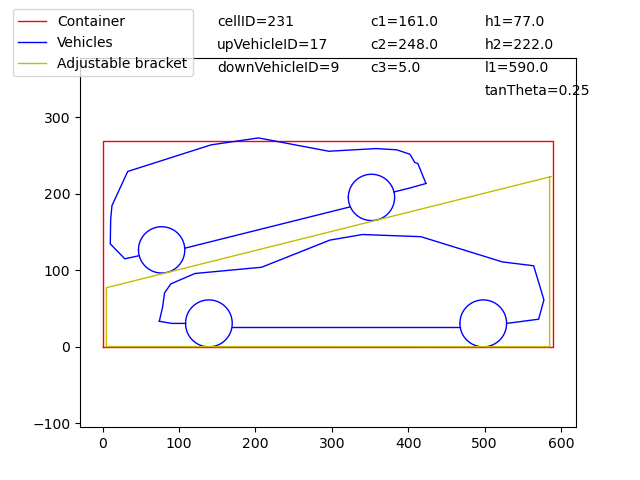 Container
Vehicles
Adjustable bracket
cellID=231
upVehicleID=17
downVehicleID=9
c1=161.0
c2=248.0
c3=5.0
h1=77.0
h2=222.0
l1=590.0
tanTheta=0.25
300
200
100
0
−100
0 100 200 300 400 500 600